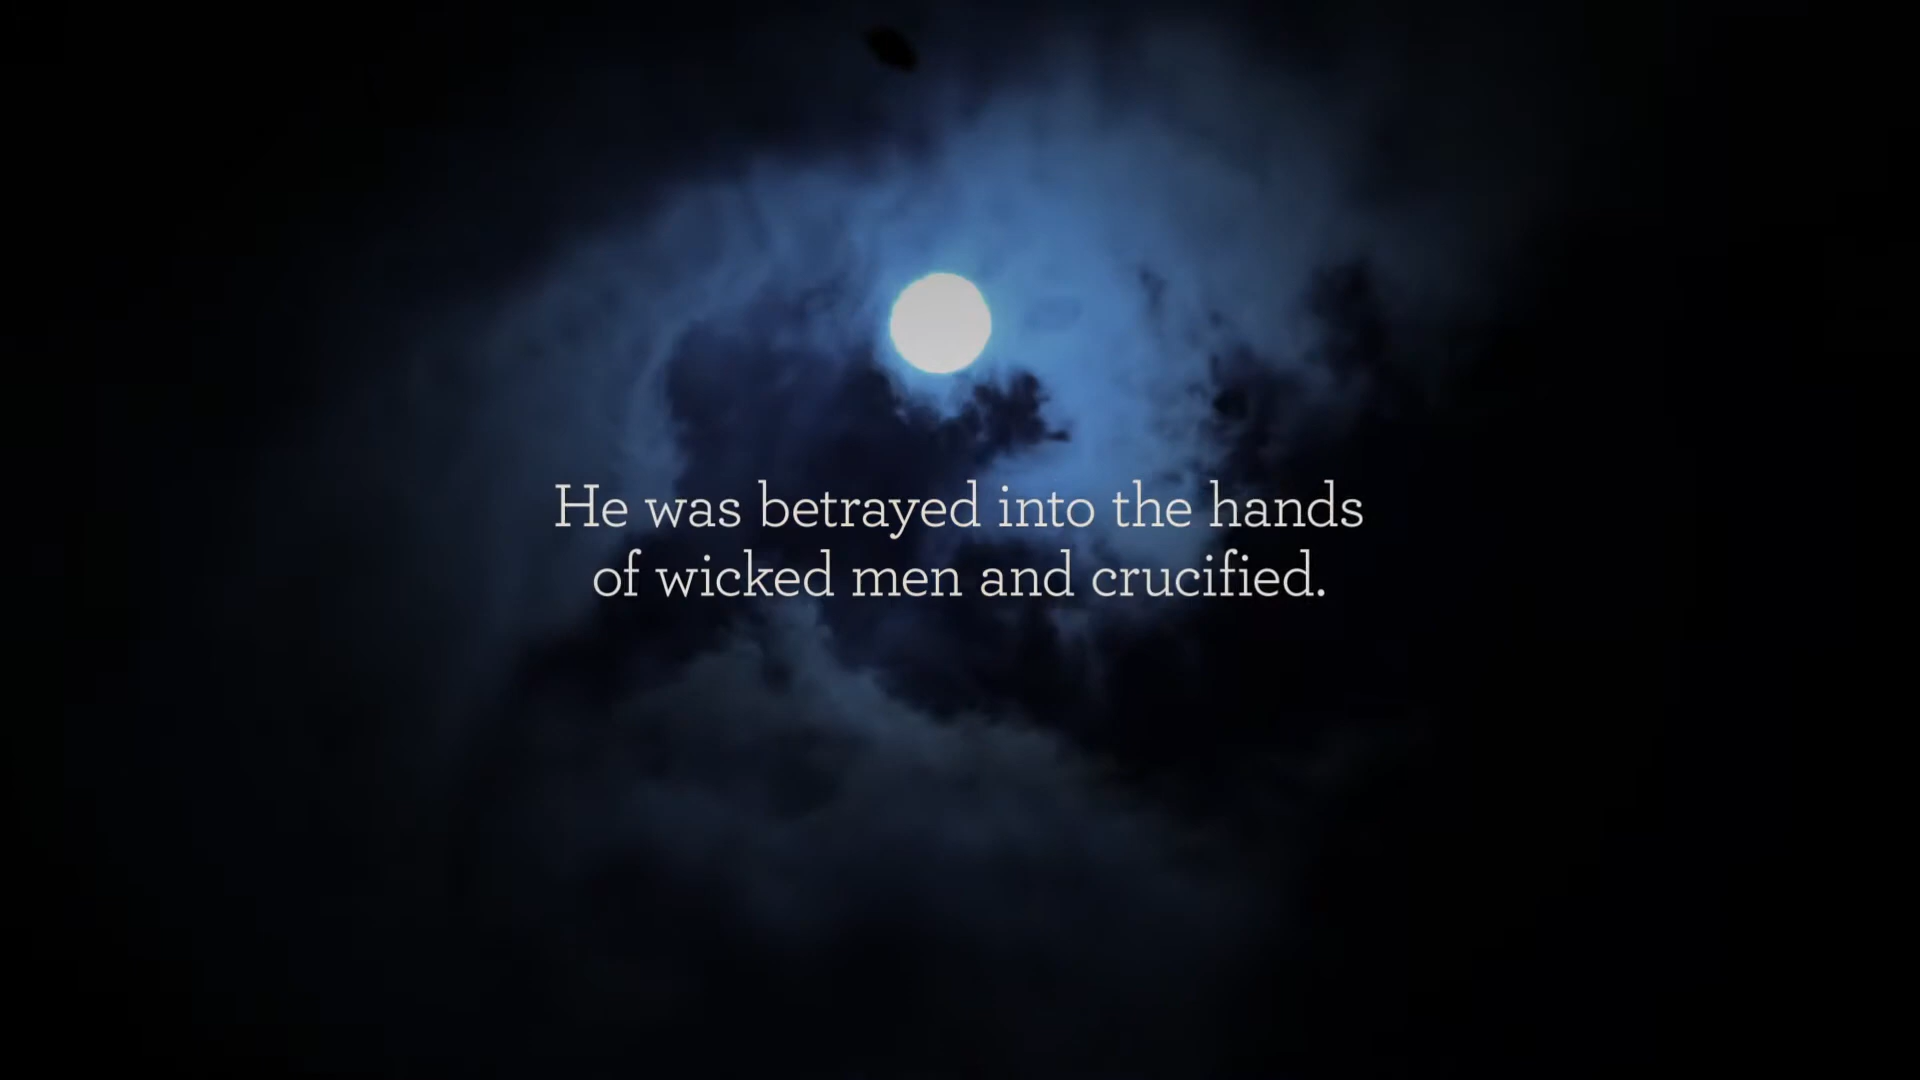 He was betrayed into the hands
of wicked men and crucified.